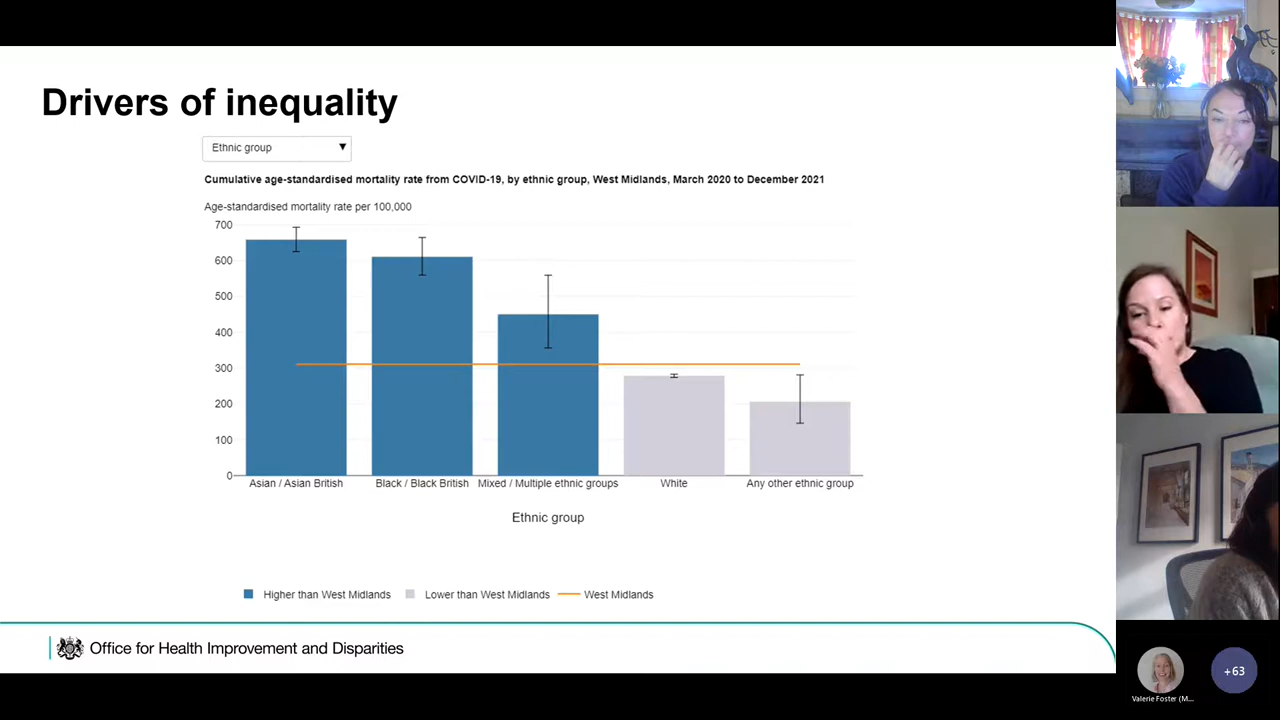 Drivers of inequality
Ethnic group
Cumulative age-standardised mortality rate from COVID-19, by ethnic group, West Midlands, March 2020 to December 2021
Age-standardised mortality rate per 100,000
700
600
500
400
300
200
100
0
Asian / Asian British Black / Black British Mixed / Multiple ethnic groups White Any other ethnic group
Ethnic group
Higher than West Midlands Lower than West Midlands West Midlands
Office for Health Improvement and Disparities
+63
Valerie Foster (M...